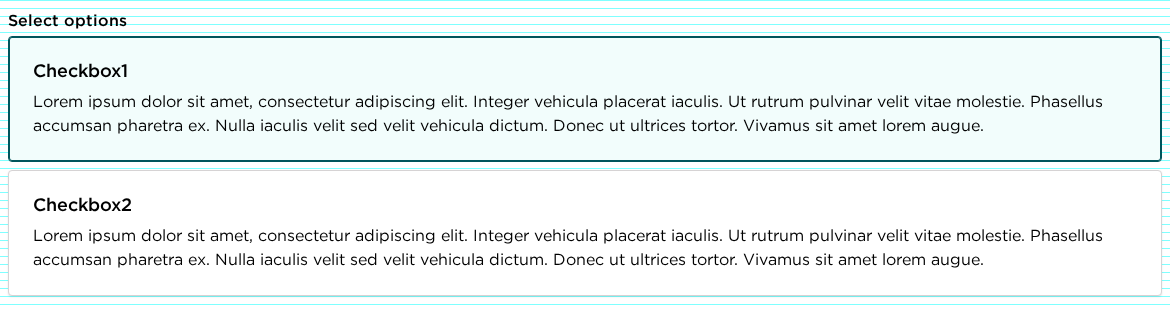 Select options
Checkbox1
Lorem ipsum dolor sit amet, consectetur adipiscing elit. Integer vehicula placerat iaculis. Ut rutrum pulvinar velit vitae molestie. Phasellus
accumsan pharetra ex. Nulla iaculis velit sed velit vehicula dictum. Donec ut ultrices tortor. Vivamus sit amet lorem augue.
Checkbox2
Lorem ipsum dolor sit amet, consectetur adipiscing elit. Integer vehicula placerat iaculis. Ut rutrum pulvinar velit vitae molestie. Phasellus
accumsan pharetra ex. Nulla iaculis velit sed velit vehicula dictum. Donec ut ultrices tortor. Vivamus sit amet lorem augue.